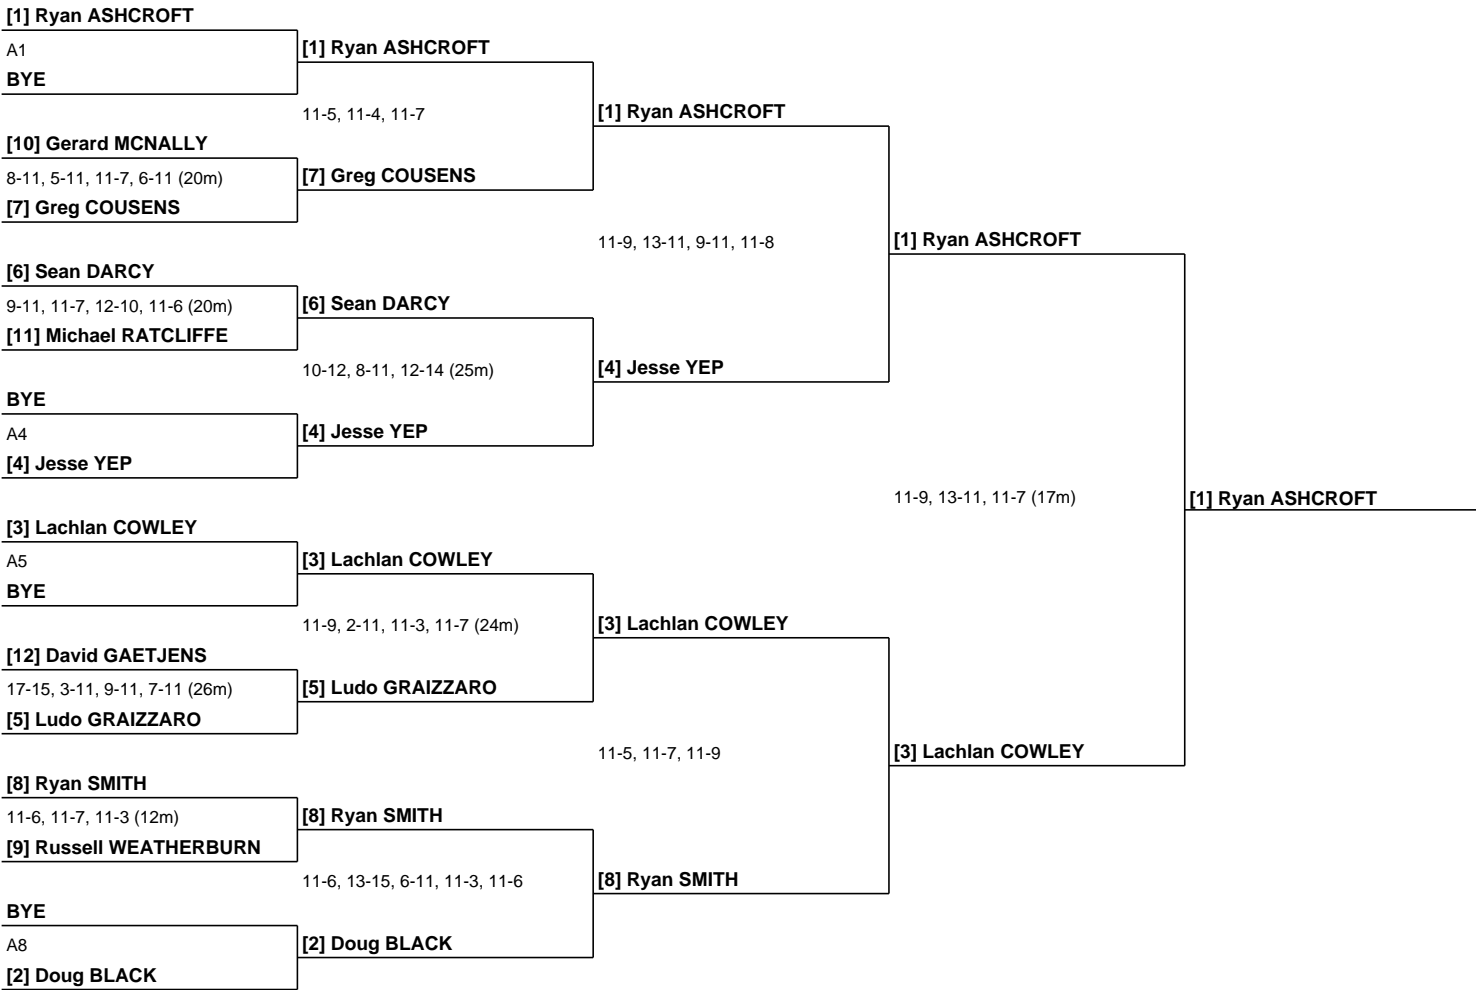 [1] Ryan ASHCROFT
A1
BYE
[10] Gerard MCNALLY
8-11, 5-11, 11-7, 6-11 (20m)
[7] Greg COUSENS
[6] Sean DARCY
9-11, 11-7, 12-10, 11-6 (20m)
[11] Michael RATCLIFFE
BYE
A4
[4] Jesse YEP
[3] Lachlan COWLEY
A5
BYE
[12] David GAETJENS
17-15, 3-11, 9-11, 7-11 (26m)
[5] Ludo GRAIZZARO
[8] Ryan SMITH
11-6, 11-7, 11-3 (12m)
[9] Russell WEATHERBURN
BYE
A8
[2] Doug BLACK
[1] Ryan ASHCROFT
11-5, 11-4, 11-7
[7] Greg COUSENS
[6] Sean DARCY
10-12, 8-11, 12-14 (25m)
[4] Jesse YEP
[3] Lachlan COWLEY
11-9, 2-11, 11-3, 11-7 (24m)
[5] Ludo GRAIZZARO
[8] Ryan SMITH
11-6, 13-15, 6-11, 11-3, 11-6
[2] Doug BLACK
[1] Ryan ASHCROFT
11-9, 13-11, 9-11, 11-8
[4] Jesse YEP
[3] Lachlan COWLEY
11-5, 11-7, 11-9
[8] Ryan SMITH
[1] Ryan ASHCROFT
11-9, 13-11, 11-7 (17m)
[3] Lachlan COWLEY
[1] Ryan ASHCROFT